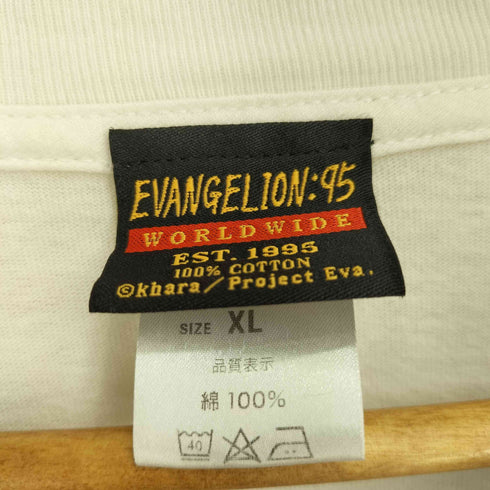 EVANGELION:95
WORLDWIDE
EST. 1995
100% COTTON
©khara/Project Eva.
SIZE XL
品質表示
綿 100%
40